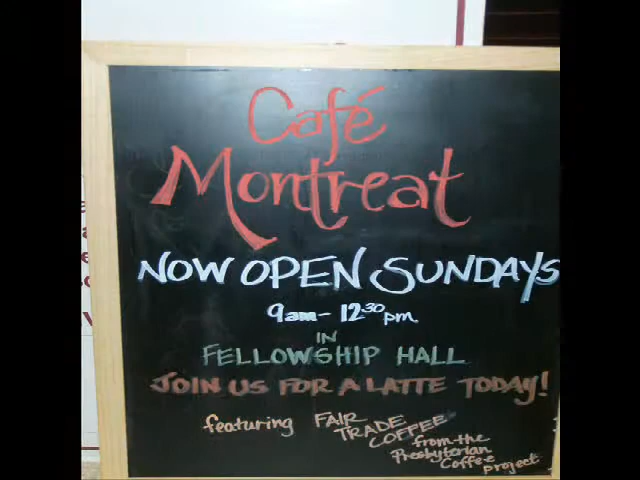 Café
Montreat
NOW OPEN SUNDAYS
9am - 12:30 pm
IN
FELLOWSHIP HALL
JOIN US FOR A LATTE TODAY!
featuring FAIR
TRADE
COFFEE
from the
Presbyterian
Coffee project